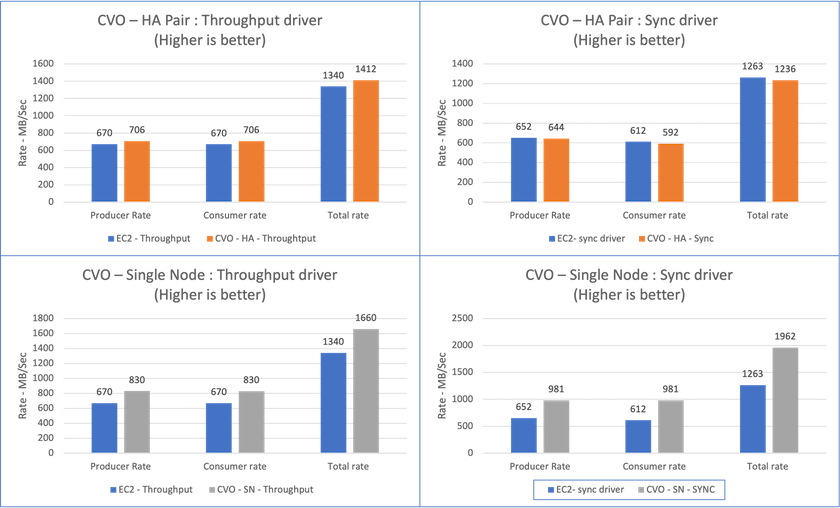 CVO – HA Pair : Throughput driver
(Higher is better)
Rate - MB/Sec
1600
1400
1200
1000
800
600
400
200
0
670
706
670
706
1340
1412
Producer Rate
Consumer rate
Total rate
EC2 - Throughput
CVO - HA - Throughtput
CVO – HA Pair : Sync driver
(Higher is better)
Rate - MB/Sec
1400
1200
1000
800
600
400
200
0
652
644
612
592
1263
1236
Producer Rate
Consumer rate
Total rate
EC2- sync driver
CVO - HA - Sync
CVO – Single Node : Throughput driver
(Higher is better)
Rate - MB/Sec
1800
1600
1400
1200
1000
800
600
400
200
0
670
830
670
830
1340
1660
Producer Rate
Consumer rate
Total rate
EC2 - Throughput
CVO - SN - Throughput
CVO – Single Node : Sync driver
(Higher is better)
Rate - MB/Sec
2500
2000
1500
1000
500
0
652
981
612
981
1263
1962
Producer Rate
Consumer rate
Total rate
EC2- sync driver
CVO - SN - SYNC